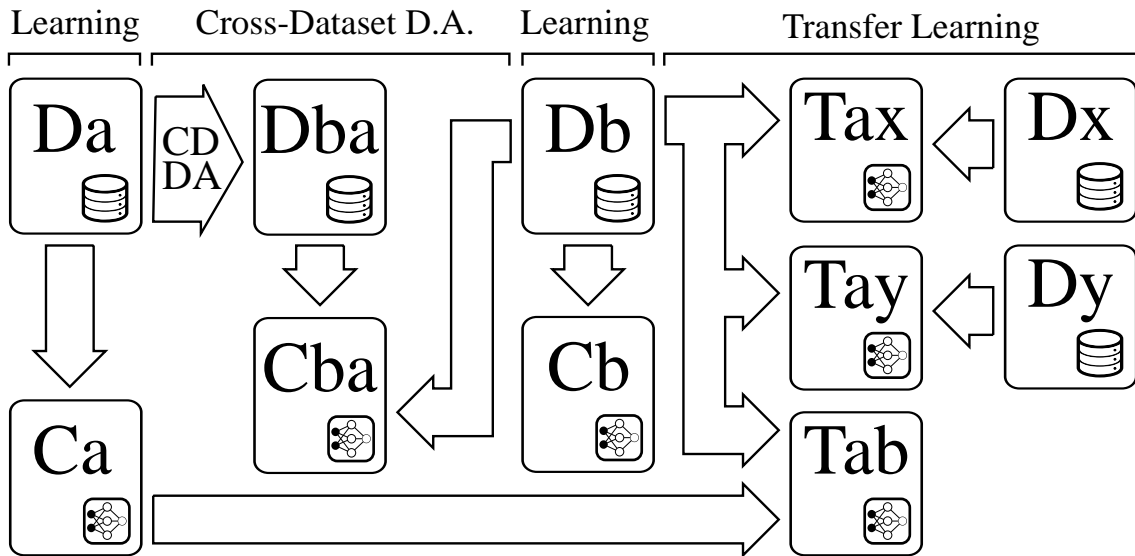 Learning
Cross-Dataset D.A.
Learning
Transfer Learning
Da
CD
DA
Dba
Db
Tax
Dx
Tay
Dy
Cba
Cb
Ca
Tab